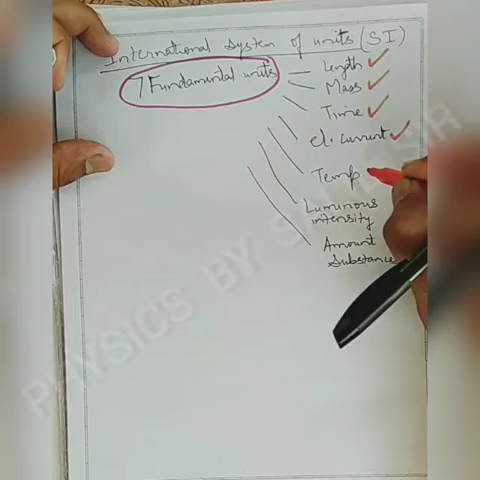 International System of units (SI)
7 Fundamental units
Length
Mass
Time
el. current
Temp
Luminous
intensity
Amount
Substance
PHYSICS BY SIR